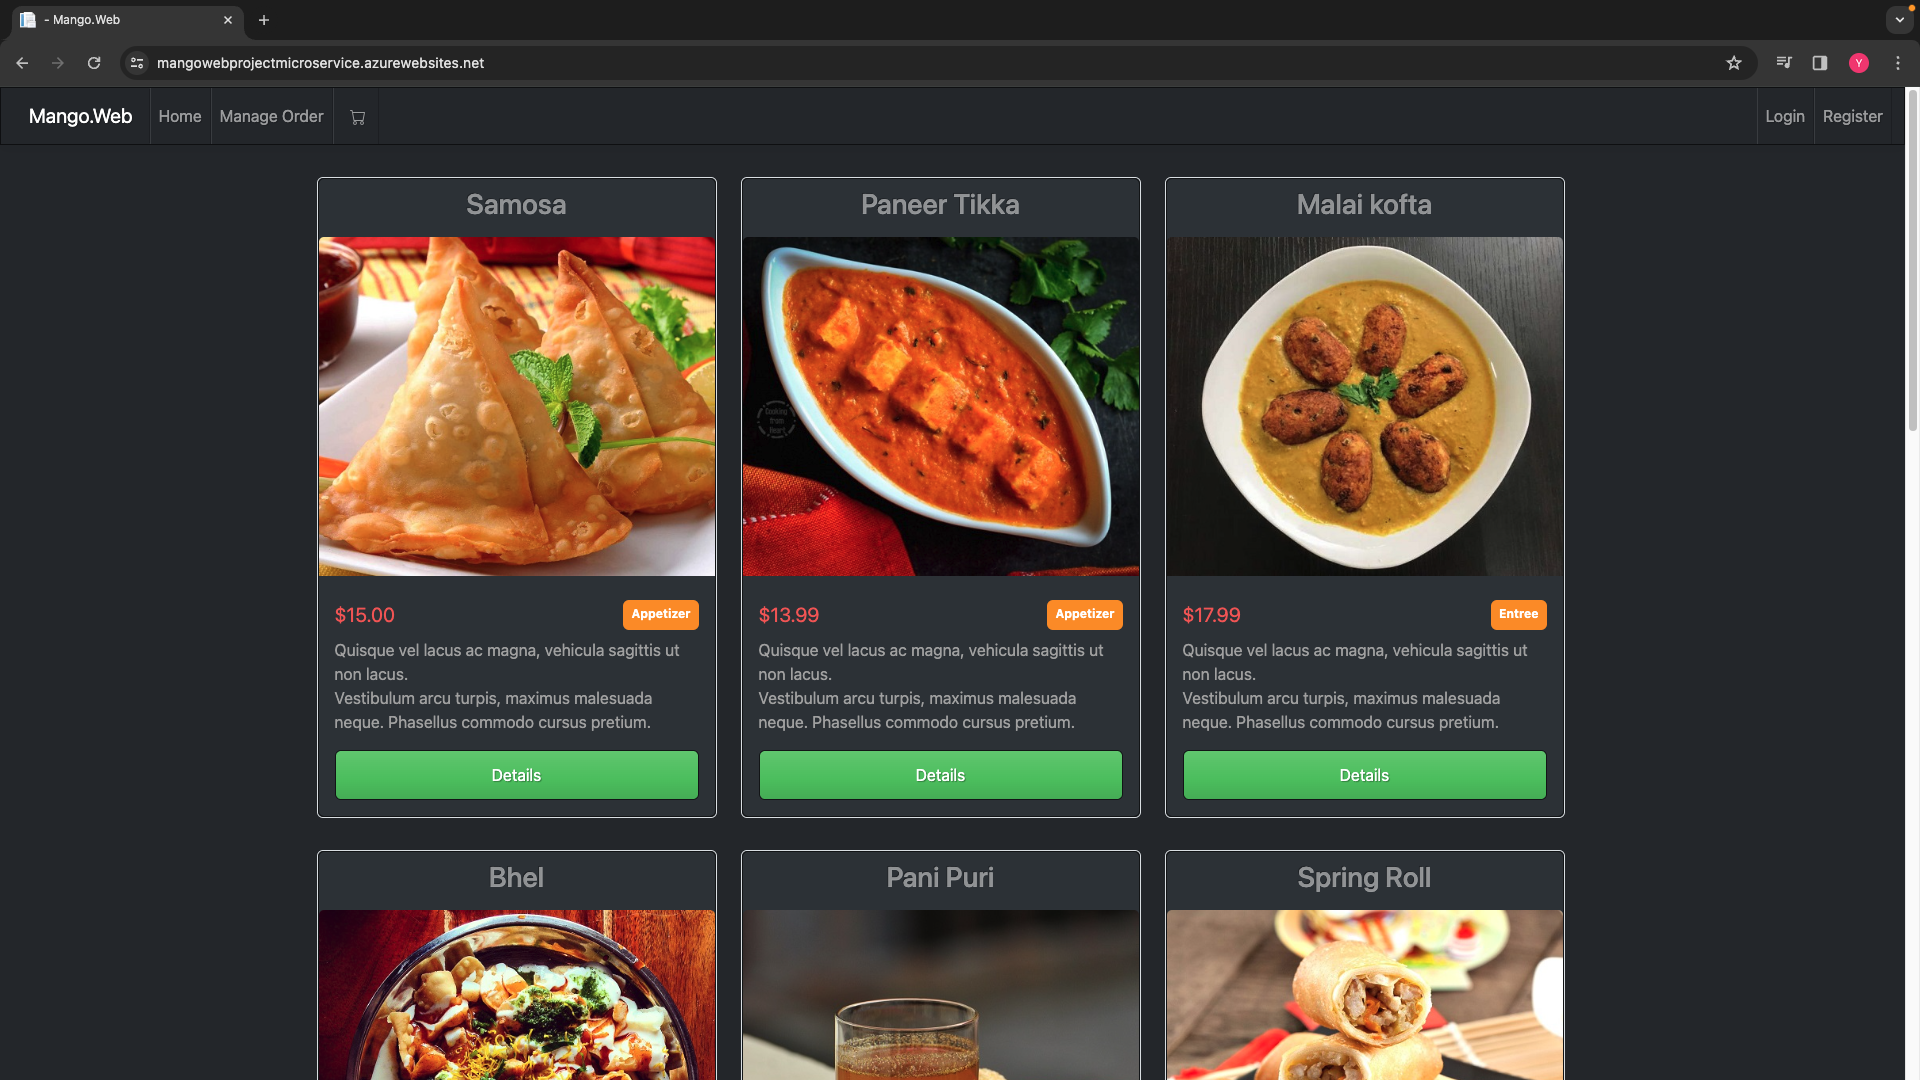 - Mango.Web
mangowebprojectmicroservice.azurewebsites.net
Y
Mango.Web
Home
Manage Order
Login
Register
Samosa
Paneer Tikka
Malai kofta
Cooking
from
Heart
$15.00
Appetizer
Quisque vel lacus ac magna, vehicula sagittis ut
non lacus.
Vestibulum arcu turpis, maximus malesuada
neque. Phasellus commodo cursus pretium.
Details
$13.99
Appetizer
Quisque vel lacus ac magna, vehicula sagittis ut
non lacus.
Vestibulum arcu turpis, maximus malesuada
neque. Phasellus commodo cursus pretium.
Details
$17.99
Entree
Quisque vel lacus ac magna, vehicula sagittis ut
non lacus.
Vestibulum arcu turpis, maximus malesuada
neque. Phasellus commodo cursus pretium.
Details
Bhel
Pani Puri
Spring Roll